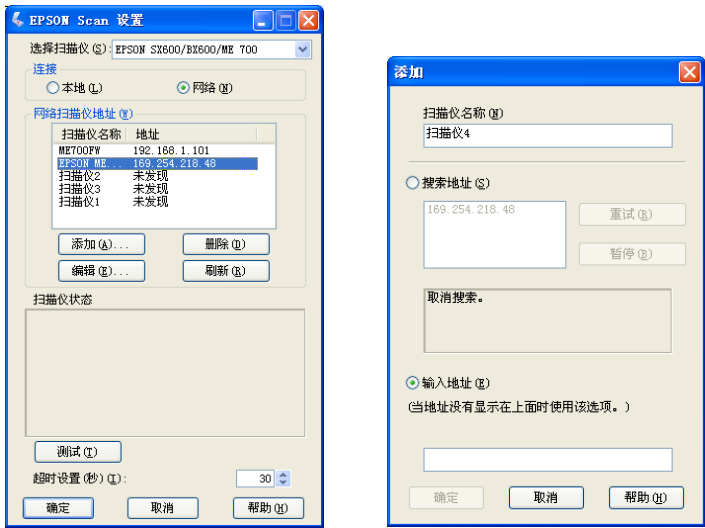 EPSON Scan 设置
选择扫描仪(S): EPSON SX600/BX600/ME 700
连接
本地(L) 网络(N)
网络扫描仪地址(W)
扫描仪名称 地址
ME700FW 192.168.1.101
EPSON ME... 169.254.218.48
扫描仪2 未发现
扫描仪3 未发现
扫描仪1 未发现
添加(A)... 删除(D)
编辑(E)... 刷新(R)
扫描仪状态
测试(T)
超时设置(秒)(I): 30
确定 取消 帮助(H)
添加
扫描仪名称(N)
扫描仪4
搜索地址(S)
169.254.218.48
重试(R)
暂停(B)
取消搜索。
输入地址(E)
(当地址没有显示在上面时使用该选项。)
确定 取消 帮助(H)